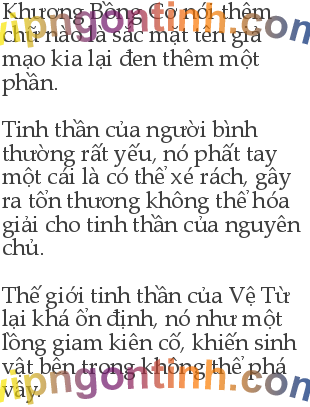 Khương Bồng Cơ nói thêm
chữ nào là sắc mặt tên giả
mạo kia lại đen thêm một
phần.
Tinh thần của người bình
thường rất yếu, nó phất tay
một cái là có thể xé rách, gây
ra tổn thương không thể hóa
giải cho tinh thần của nguyên
chủ.
Thế giới tinh thần của Vệ Từ
lại khá ổn định, nó như một
lồng giam kiên cố, khiến sinh
vật bên trong không thể phá
vây.
vipngontinh.com
vipngontinh.com